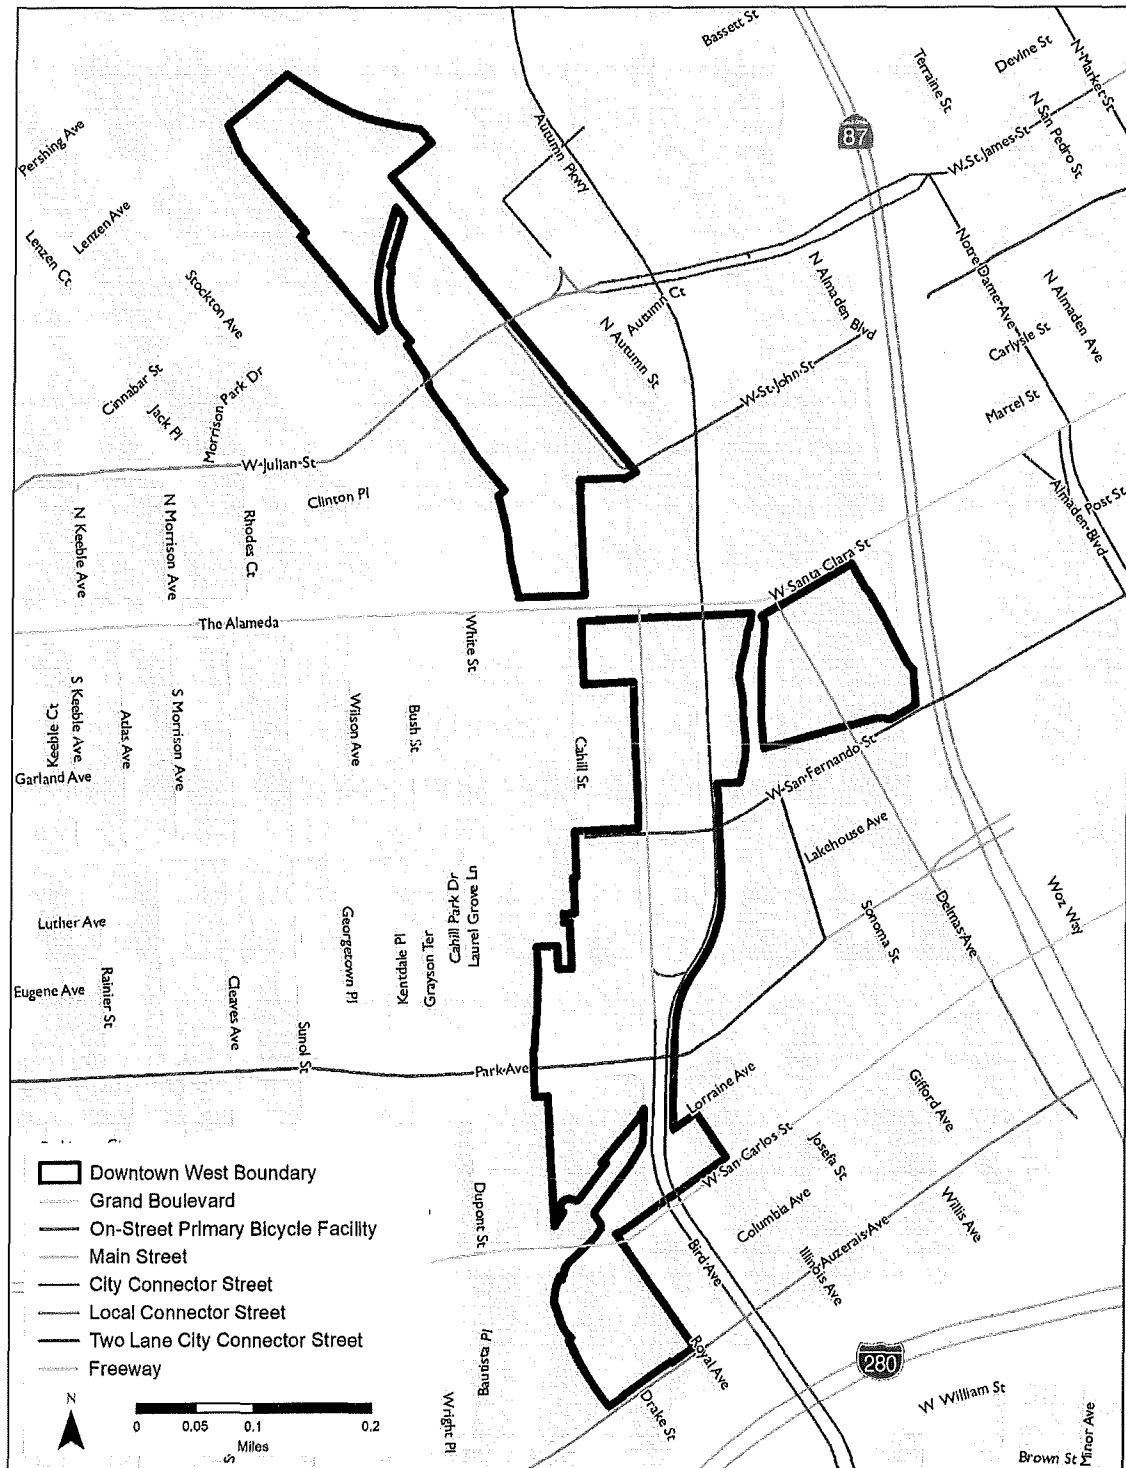 Bassett St
Terraine St
Devine St
N-Market-St
N San Pedro St
W-St-James-St
87
Autumn Pkwy
Pershing Ave
Lenzen Ave
Lenzen Ct
Stockton Ave
Notre-Dame-Ave
N Almaden Blvd
N Almaden Ave
Autumn Ct
N Autumn St
Carlysle St
W-St-John-St
Cinnabar St
Jack Pl
Morrison Park Dr
Marcel St
W-Julian-St
Clinton Pl
Almaden-Blvd
Post St
N Keeble Ave
N Morrison Ave
Rhodes Ct
W-Santa-Clara-St
The Alameda
White St
Keeble Ct
S Keeble Ave
Atlas Ave
S Morrison Ave
Wilson Ave
Bush St
Cahill St
Garland Ave
W-San-Fernando-St
Lakehouse Ave
Luther Ave
Georgetown Pl
Kentdale Pl
Grayson Ter
Cahill Park Dr
Laurel Grove Ln
Sonoma St
Delmas-Ave
Woz Way
Eugene Ave
Rainier St
Cleaves Ave
Sunol St
Park-Ave
Lorraine Ave
Gifford Ave
W-San-Carlos-St
Josefa St
Downtown West Boundary
Grand Boulevard
On-Street Primary Bicycle Facility
Main Street
City Connector Street
Local Connector Street
Two Lane City Connector Street
Freeway
Dupont St
Columbia Ave
Willis Ave
Auzerais-Ave
Illinois Ave
Bird-Ave
280
Bautista Pl
Royal Ave
Drake St
Wright Pl
W William St
Minor Ave
Brown St
N
0 0.05 0.1 0.2
Miles
S